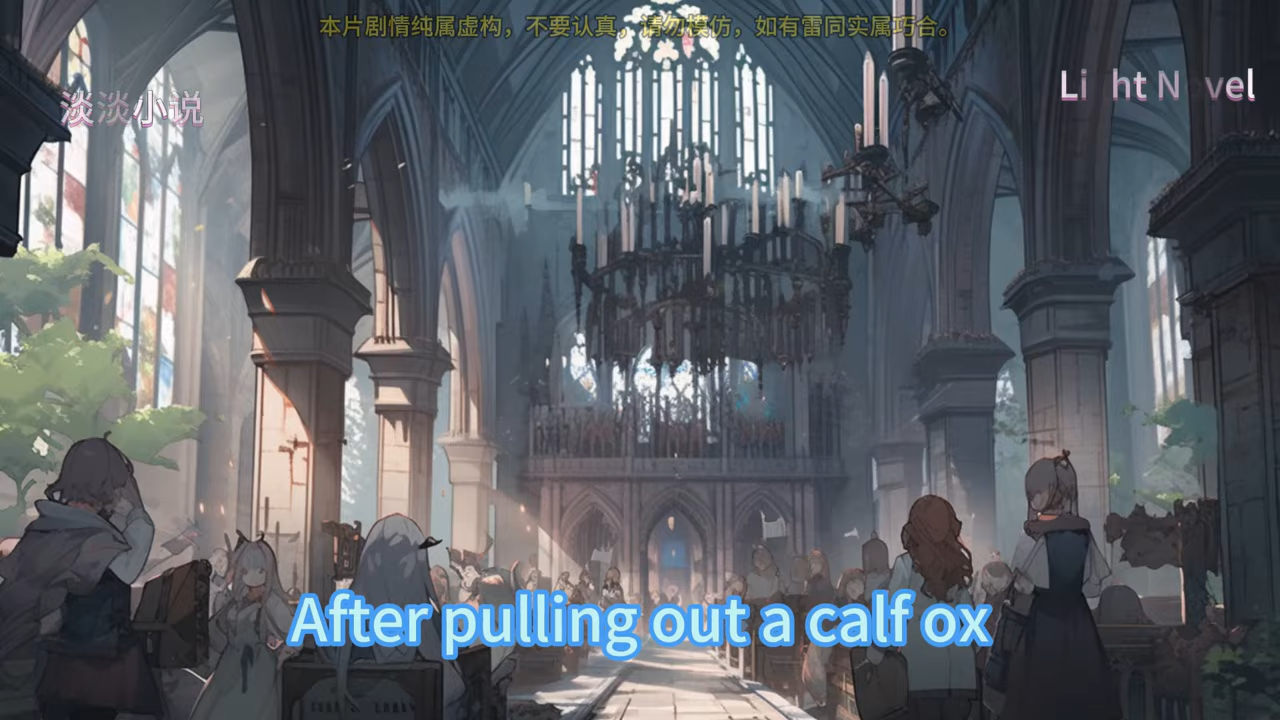 本片剧情纯属虚构，不要认真，请勿模仿，如有雷同实属巧合。
淡淡小说
Li ht N vel
After pulling out a calf ox